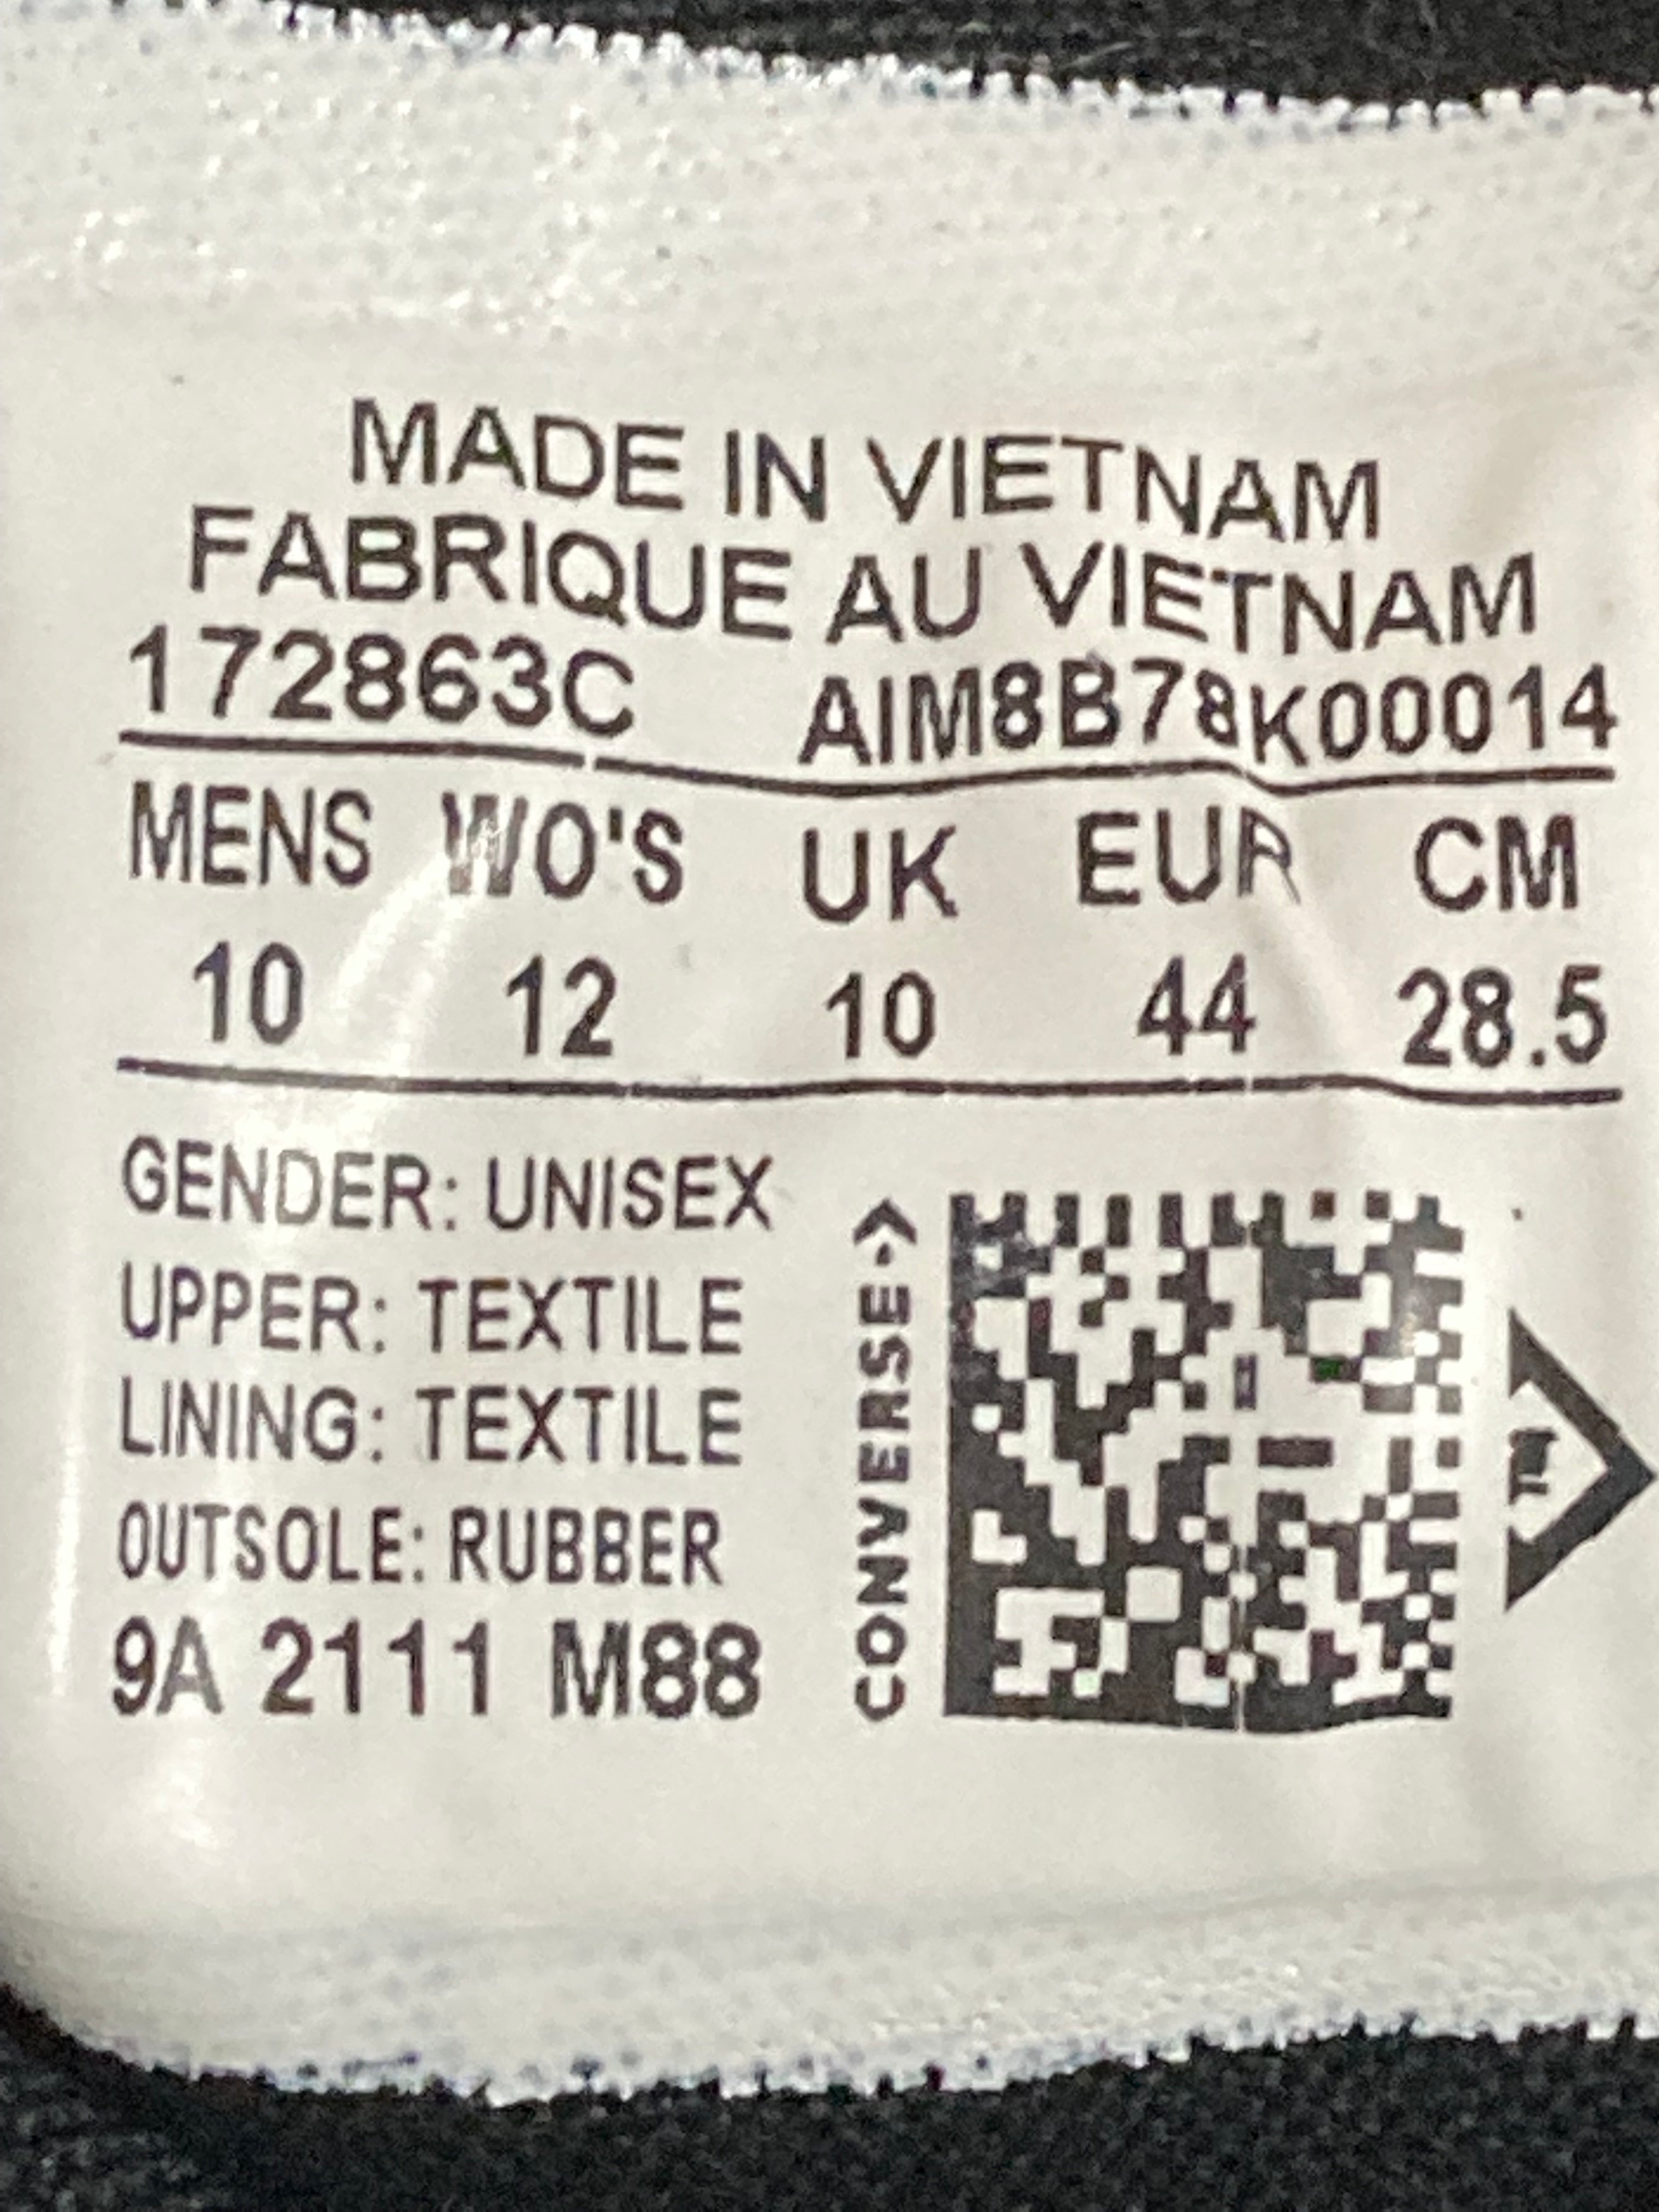 MADE IN VIETNAM
FABRIQUE AU VIETNAM
172863C AIM8B78K00014
MENS WO'S UK EUR CM
10 12 10 44 28.5
GENDER: UNISEX
UPPER: TEXTILE
LINING: TEXTILE
OUTSOLE: RUBBER
9A 2111 M88
CONVERSE